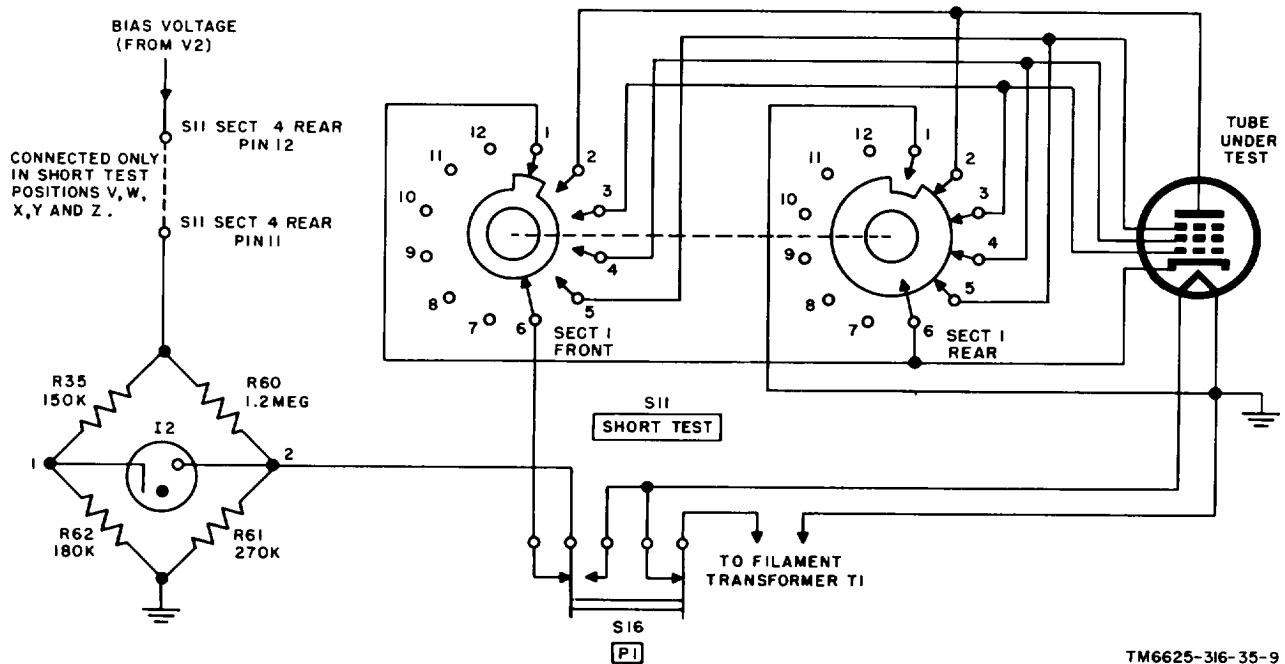 BIAS VOLTAGE
(FROM V2)
S11 SECT 4 REAR
PIN 12
CONNECTED ONLY
IN SHORT TEST
POSITIONS V, W,
X, Y AND Z.
S11 SECT 4 REAR
PIN 11
R35
150K
R60
1.2MEG
I2
1
2
R62
180K
R61
270K
12
1
2
3
4
5
6
7
8
9
10
11
SECT 1
FRONT
12
1
2
3
4
5
6
7
8
9
10
11
SECT 1
REAR
TUBE
UNDER
TEST
S11
SHORT TEST
TO FILAMENT
TRANSFORMER T1
S16
P1
TM6625-316-35-9